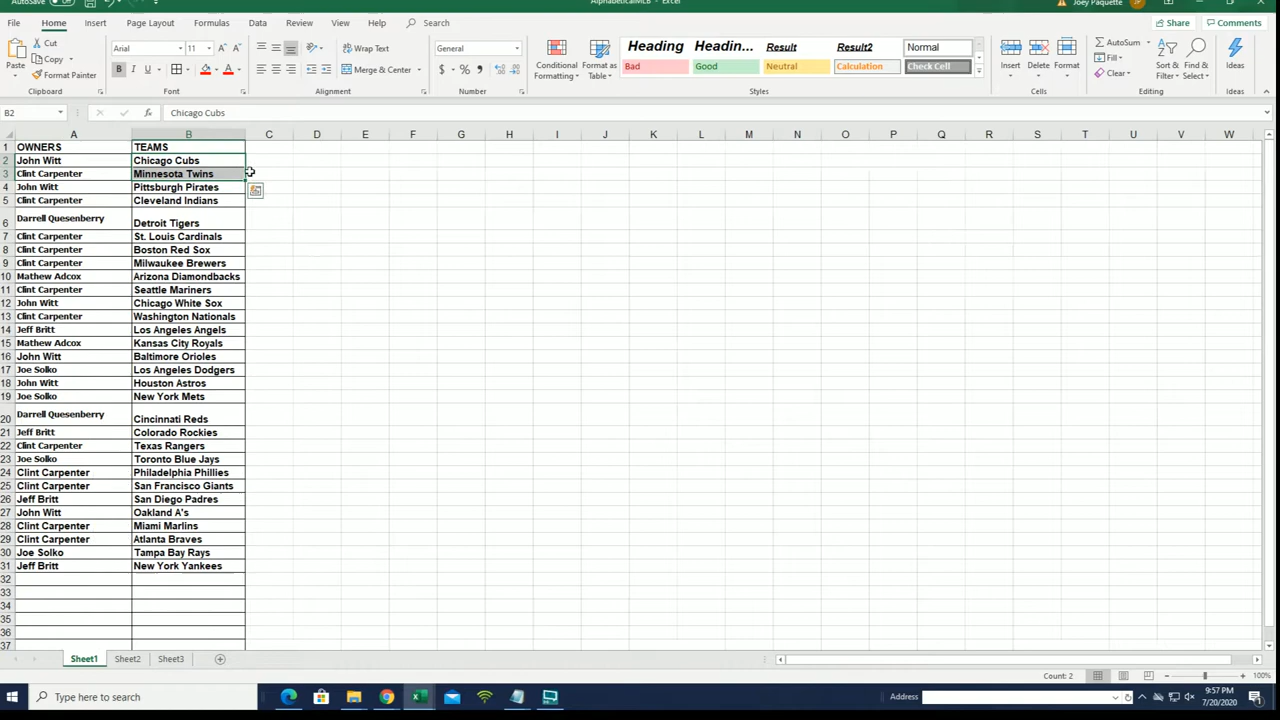 AutoSave
AlphabeticalMLB - Excel
Joey Paquette JP
File Home Insert Page Layout Formulas Data Review View Help Search Share Comments
Paste Cut Copy Format Painter Clipboard
Arial 11 B I U A Font
Wrap Text Merge & Center Alignment
General $ % Number
Conditional Formatting Format as Table
Heading Headin... Result Result2 Normal
Bad Good Neutral Calculation Check Cell
Styles
Insert Delete Format Cells
AutoSum Fill Clear Sort & Filter Find & Select Editing
Ideas Ideas
B2 fx Chicago Cubs
A B C D E F G H I J K L M N O P Q R S T U V W
1 OWNERS TEAMS
2 John Witt Chicago Cubs
3 Clint Carpenter Minnesota Twins
4 John Witt Pittsburgh Pirates
5 Clint Carpenter Cleveland Indians
6 Darrell Quesenberry Detroit Tigers
7 Clint Carpenter St. Louis Cardinals
8 Clint Carpenter Boston Red Sox
9 Clint Carpenter Milwaukee Brewers
10 Mathew Adcox Arizona Diamondbacks
11 Clint Carpenter Seattle Mariners
12 John Witt Chicago White Sox
13 Clint Carpenter Washington Nationals
14 Jeff Britt Los Angeles Angels
15 Mathew Adcox Kansas City Royals
16 John Witt Baltimore Orioles
17 Joe Solko Los Angeles Dodgers
18 John Witt Houston Astros
19 Joe Solko New York Mets
20 Darrell Quesenberry Cincinnati Reds
21 Jeff Britt Colorado Rockies
22 Clint Carpenter Texas Rangers
23 Joe Solko Toronto Blue Jays
24 Clint Carpenter Philadelphia Phillies
25 Clint Carpenter San Francisco Giants
26 Jeff Britt San Diego Padres
27 John Witt Oakland A's
28 Clint Carpenter Miami Marlins
29 Clint Carpenter Atlanta Braves
30 Joe Solko Tampa Bay Rays
31 Jeff Britt New York Yankees
32
33
34
35
36
37
Sheet1 Sheet2 Sheet3
Count: 2 100%
Type here to search
Address
9:57 PM
7/20/2020